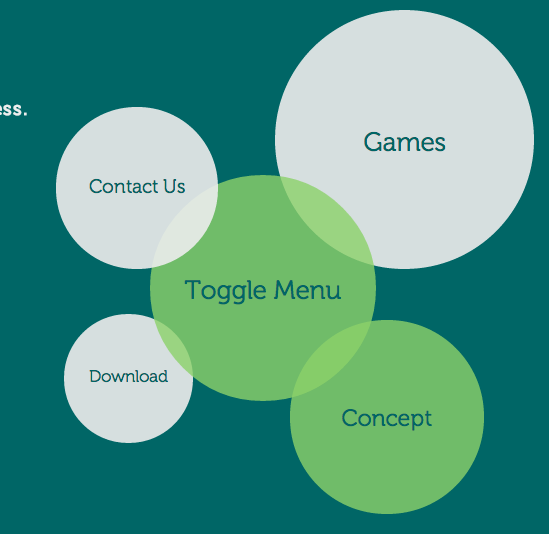 ess.
Games
Contact Us
Toggle Menu
Download
Concept